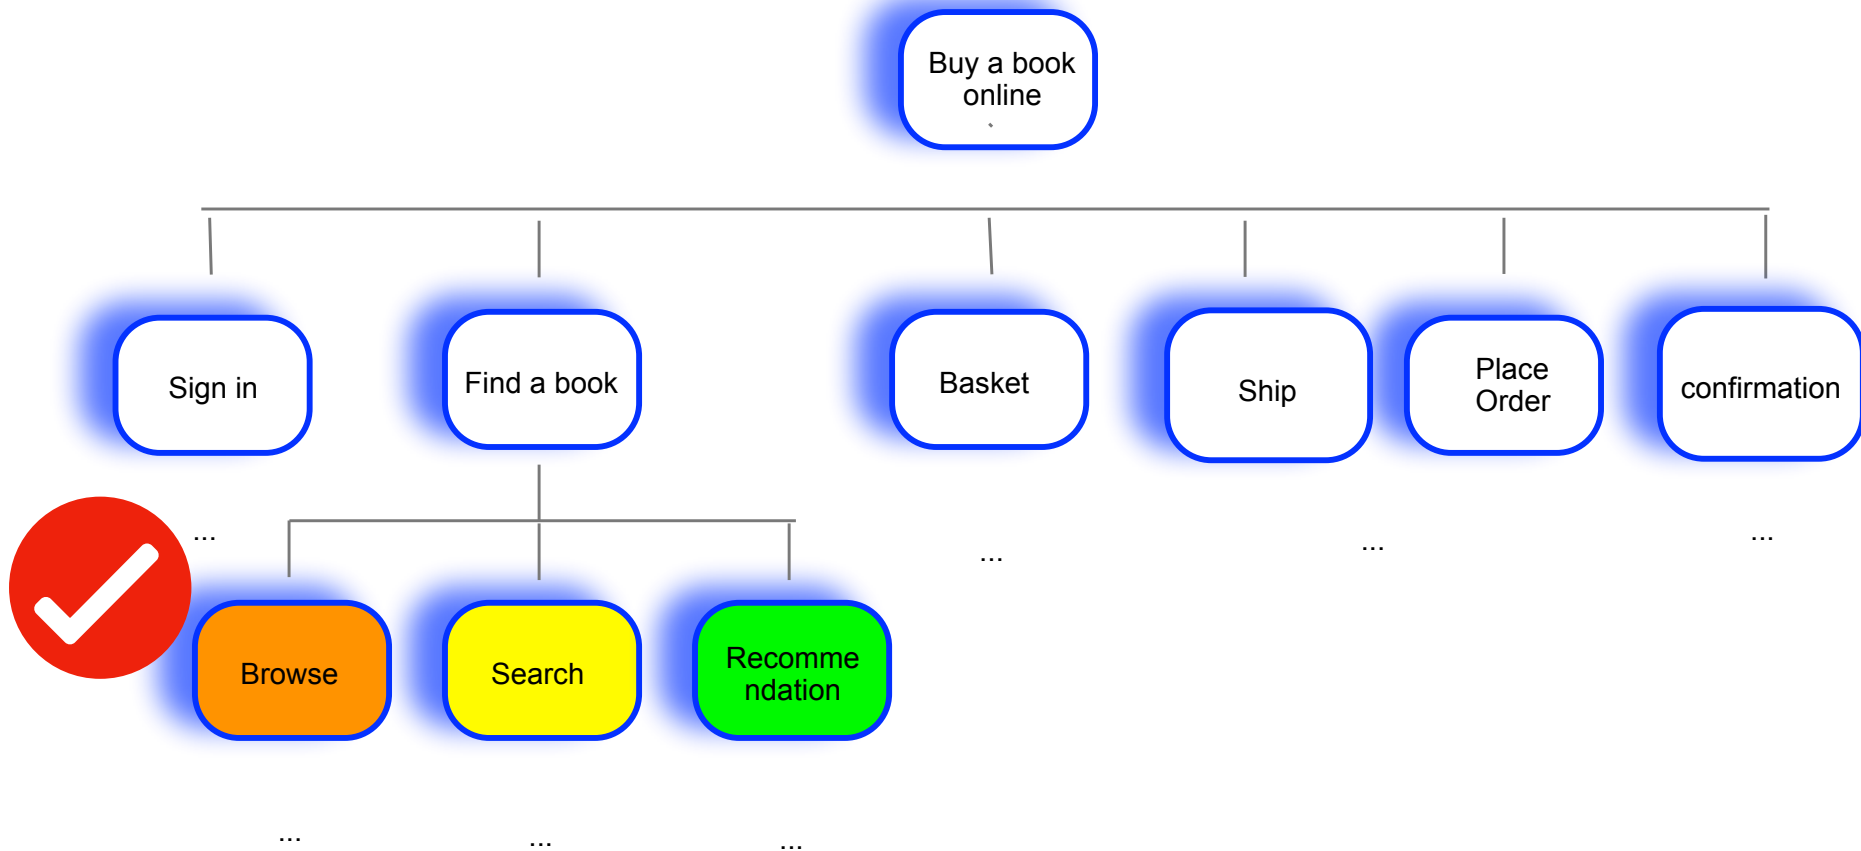 Buy a book
online
Sign in
Find a book
Basket
Ship
Place
Order
confirmation
...
...
...
...
Browse
Search
Recomme
ndation
...
...
...